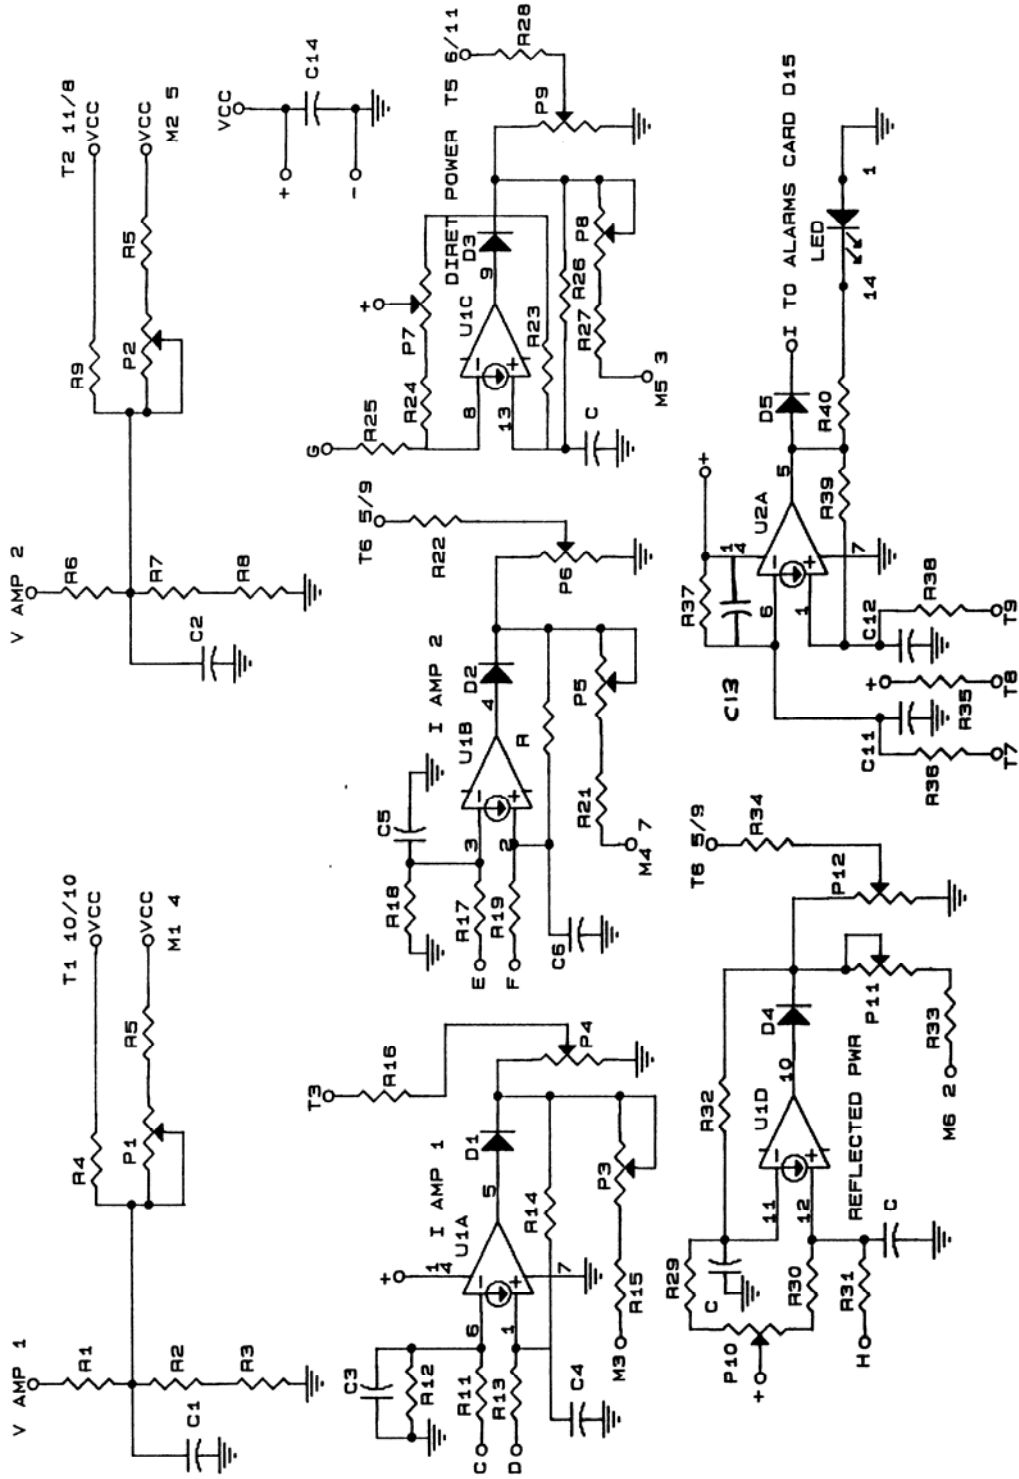 V AMP 1
R1
R2
R3
C1
T1 10/10
VCC
R4
P1
R5
VCC
M1 4
V AMP 2
R6
R7
R8
C2
T2 11/8
VCC
R9
P2
R5
VCC
M2 5
VCC
+
C14
-
C3
R12
C
R11
D
R13
C4
6
1
+
1
4
-
+
7
I AMP 1
U1A
5
D1
R14
P3
R15
M3
T3
R16
P4
C5
R18
E
R17
F
R19
C6
3
2
-
+
I AMP 2
U1B
4
D2
R
P5
R21
M4 7
T6 5/9
R22
P6
G
R25
R24
P7
+
8
13
-
+
U1C
9
D3
DIRET POWER T5 6/11
R23
R26
R27
P8
C
M5 3
P9
R28
P10
+
R29
C
R30
R31
H
C
11
12
-
+
U1D
10
D4
REFLECTED PWR
R32
P11
R33
M6 2
T6 5/9
R34
P12
C13
R37
+
1
4
6
1
-
+
7
U2A
5
D5
I TO ALARMS CARD D15
R39
R40
14
LED
1
C11
R36
T7
+
R35
T8
C12
R38
T9